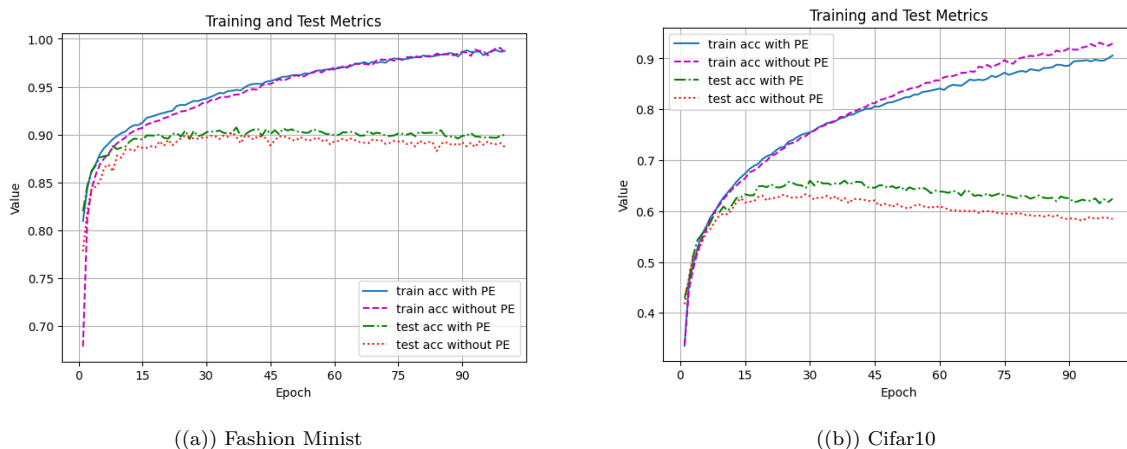 Training and Test Metrics
1.00
0.95
0.90
0.85
0.80
0.75
0.70
Value
0
15
30
45
60
75
90
Epoch
train acc with PE
train acc without PE
test acc with PE
test acc without PE
((a)) Fashion Minist
Training and Test Metrics
train acc with PE
train acc without PE
test acc with PE
test acc without PE
0.9
0.8
0.7
0.6
0.5
0.4
Value
0
15
30
45
60
75
90
Epoch
((b)) Cifar10